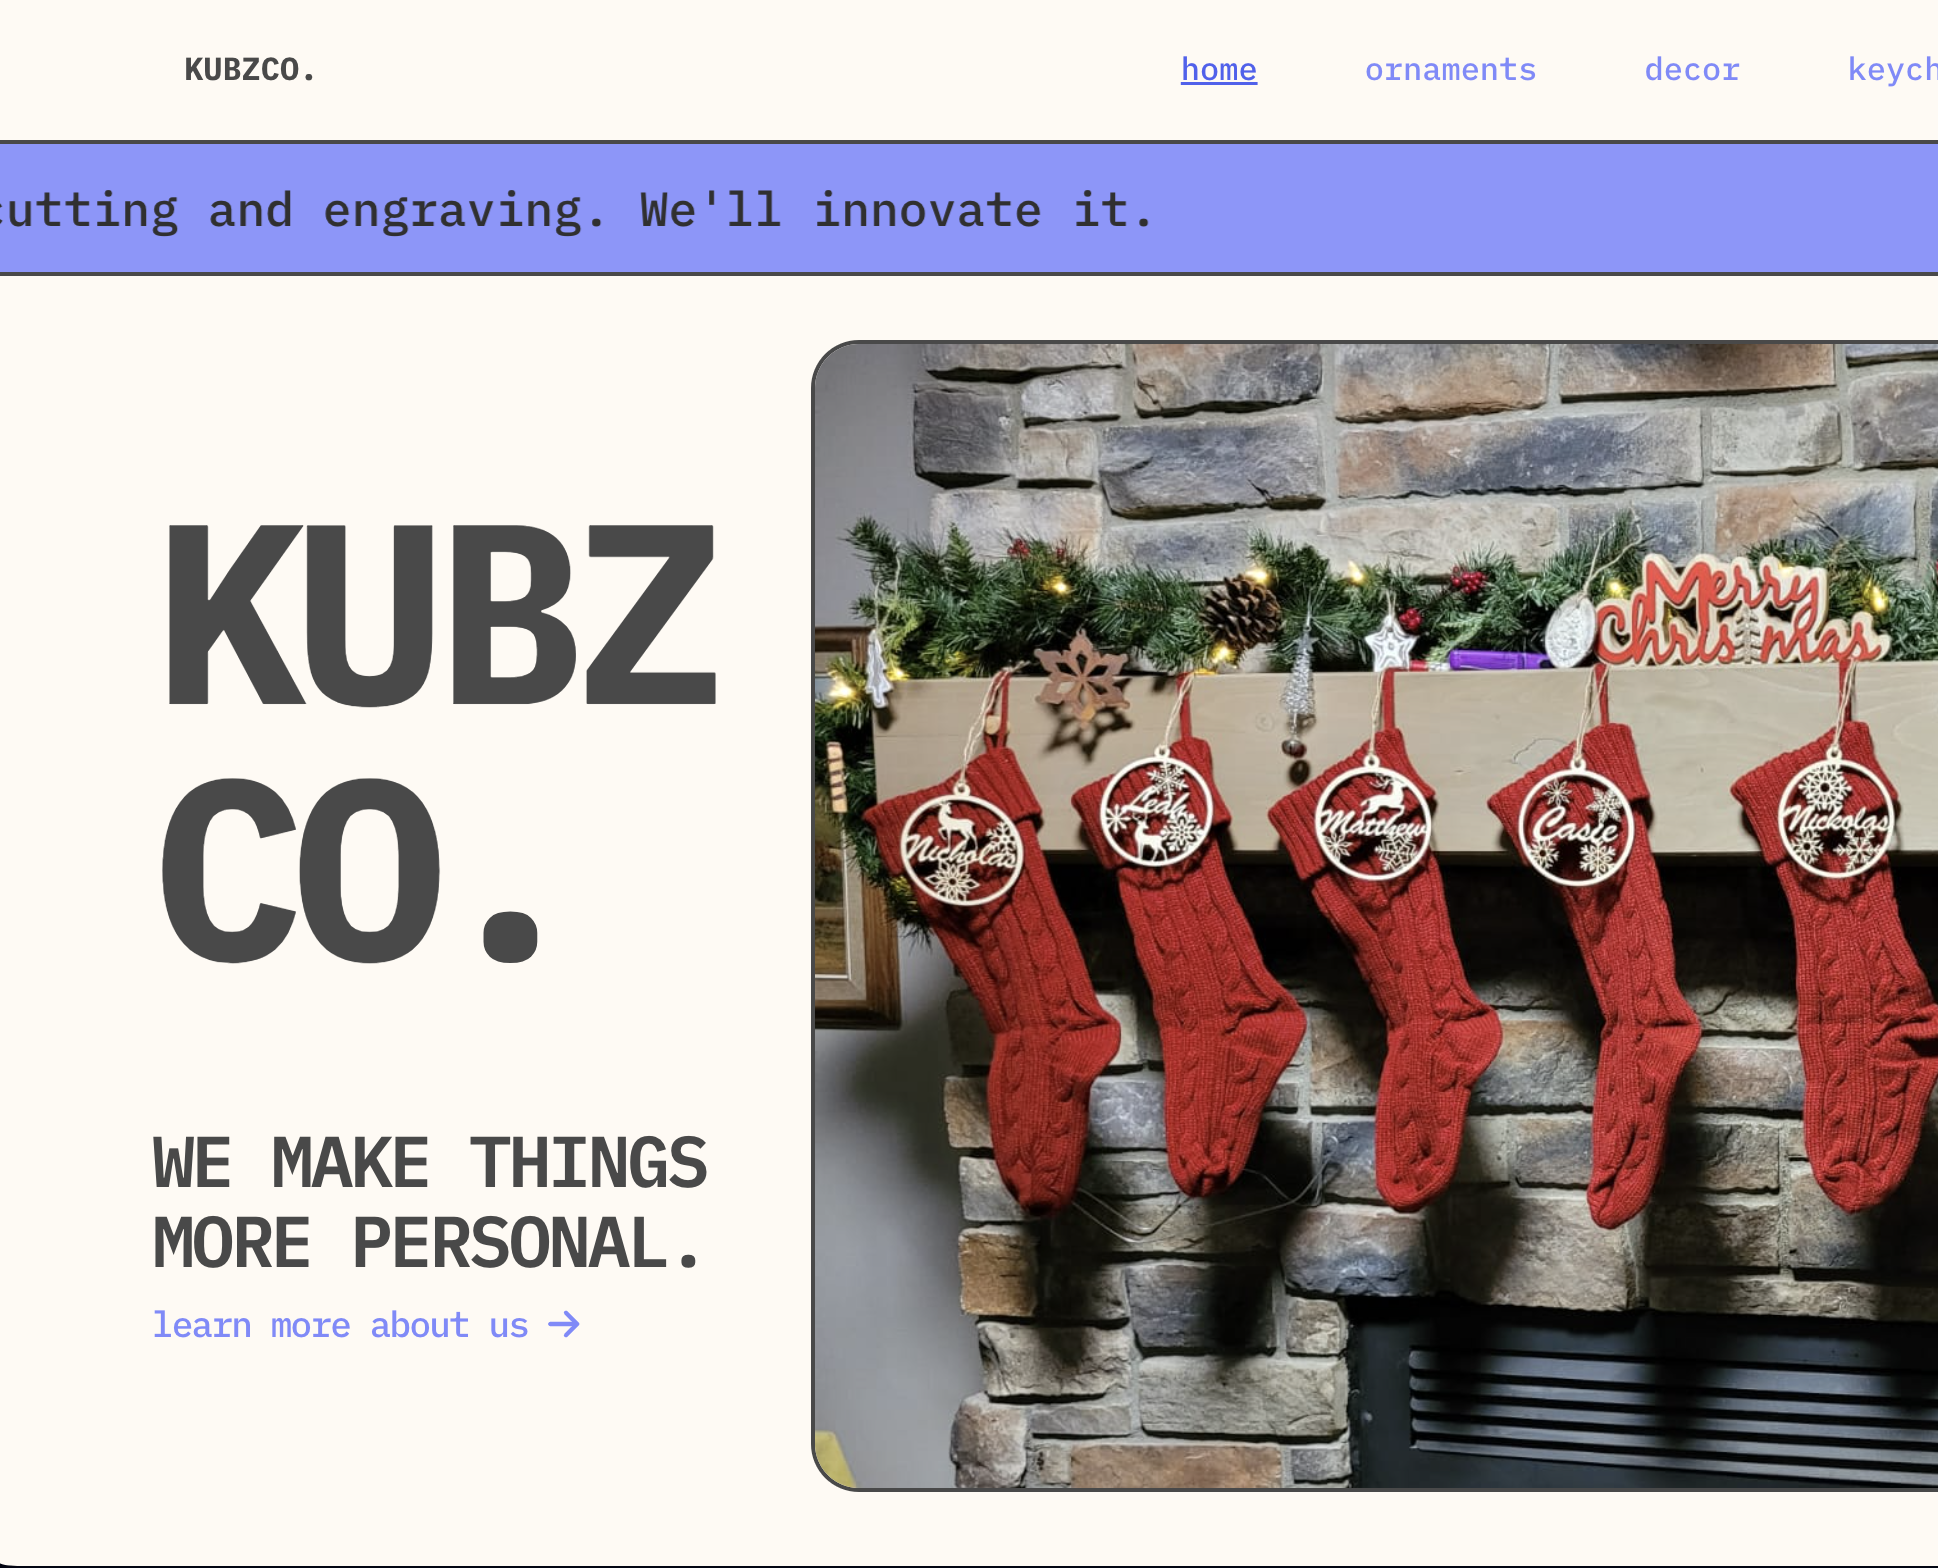 KUBZCO.
home ornaments decor keych
cutting and engraving. We'll innovate it.
KUBZ
CO.
Merry
Christmas
Nicholas
Leah
Matthew
Casie
Nickolas
WE MAKE THINGS
MORE PERSONAL.
learn more about us →